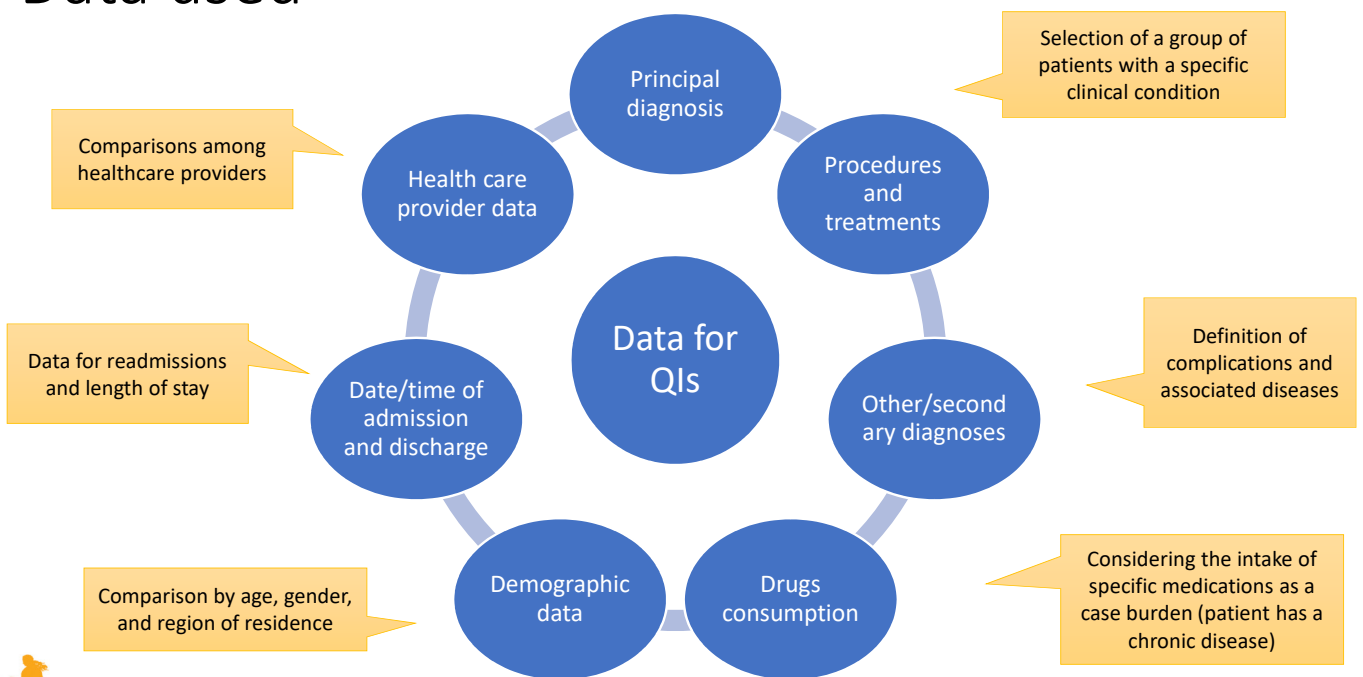 Data used
Principal
diagnosis
Selection of a group of
patients with a specific
clinical condition
Comparisons among
healthcare providers
Health care
provider data
Procedures
and
treatments
Data for
QIs
Data for readmissions
and length of stay
Date/time of
admission
and discharge
Other/second
ary diagnoses
Definition of
complications and
associated diseases
Comparison by age, gender,
and region of residence
Demographic
data
Drugs
consumption
Considering the intake of
specific medications as a
case burden (patient has a
chronic disease)